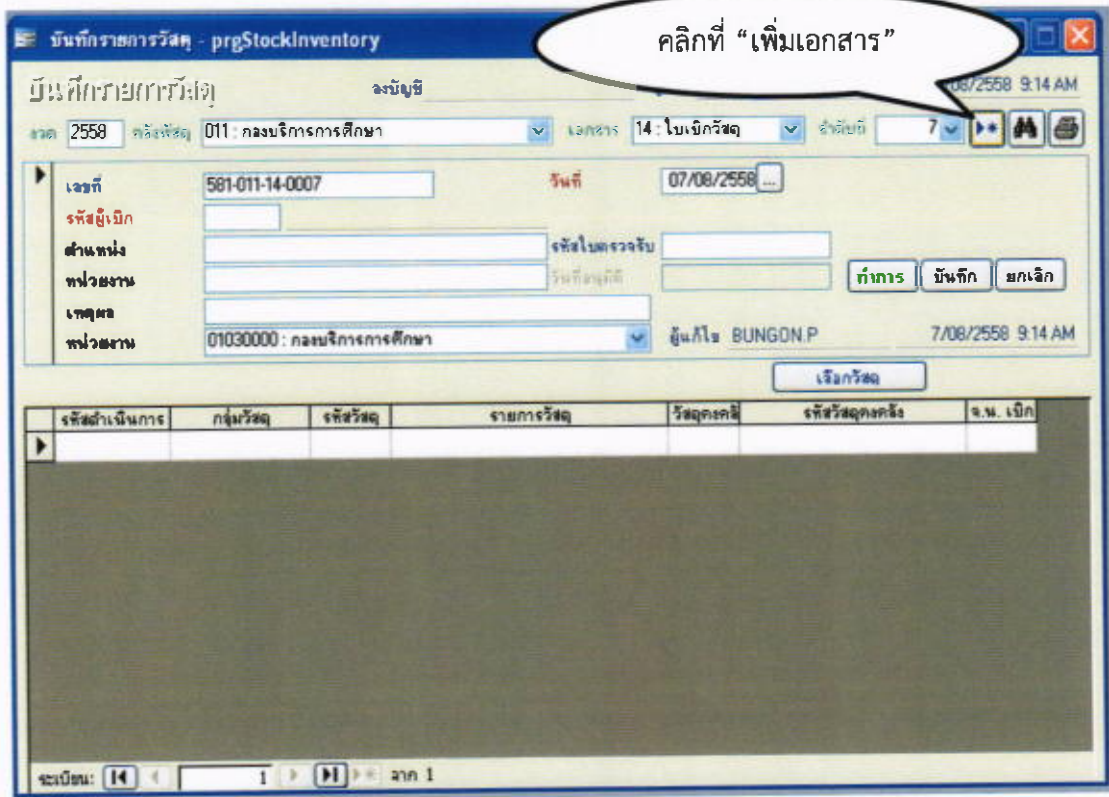 บันทึกรายการวัสดุ - prgStockInventory
คลิกที่ “เพิ่มเอกสาร”
บันทึกรายการวัสดุ ลงบัญชี 08/2558 9:14 AM
งวด 2558 คลังพัสดุ 011 : กองบริการการศึกษา เอกสาร 14 : ใบเบิกวัสดุ ลำดับที่ 7
เลขที่ 581-011-14-0007 วันที่ 07/08/2558 ...
รหัสผู้เบิก
ตำแหน่ง รหัสใบตรวจรับ
หน่วยงาน วันที่อนุมัติ ทำการ บันทึก ยกเลิก
เหตุผล
หน่วยงาน 01030000 : กองบริการการศึกษา ผู้แก้ไข BUNGON.P 7/08/2558 9:14 AM
เลือกวัสดุ
รหัสดำเนินการ กลุ่มวัสดุ รหัสวัสดุ รายการวัสดุ วัสดุคงคลั รหัสวัสดุคงคลัง จ.น. เบิก
ระเบียน: 1 จาก 1